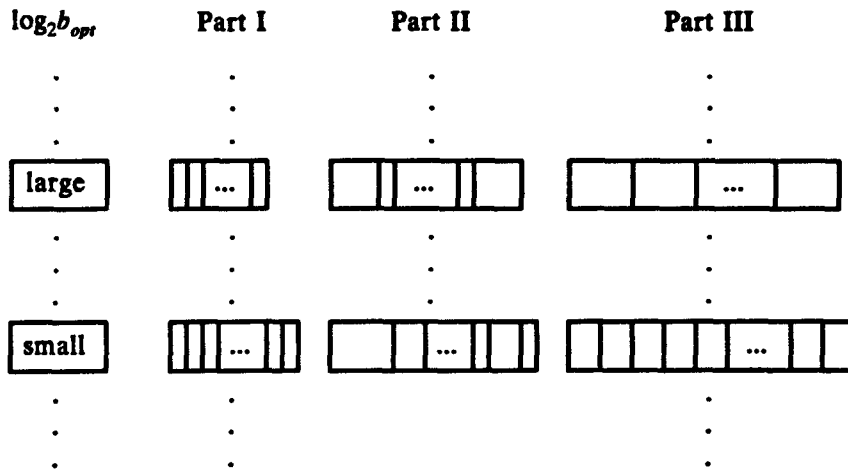 log₂b_opt Part I Part II Part III
large ... ... ...
small ... ... ...